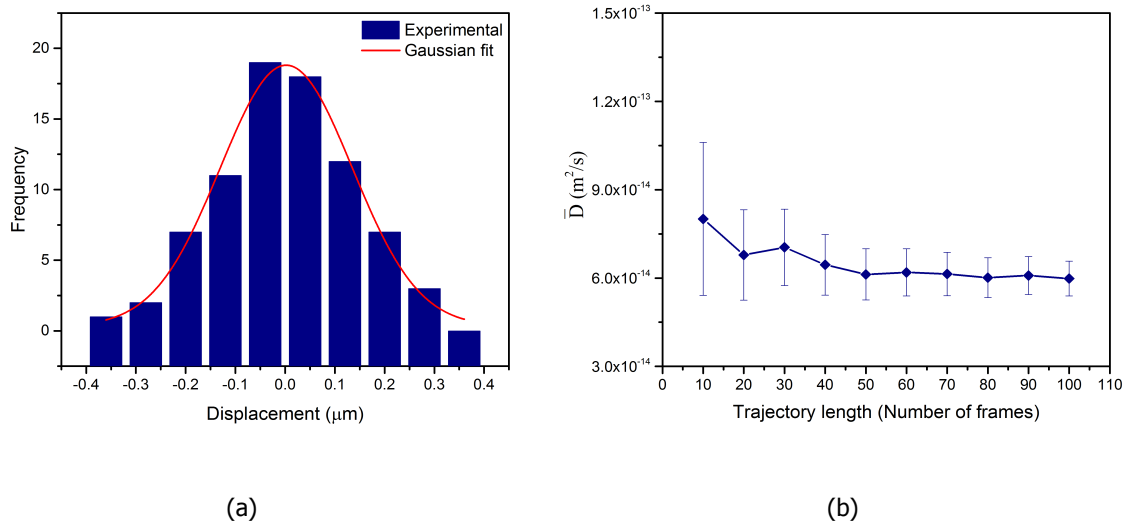 Experimental
Gaussian fit
20
15
10
5
0
Frequency
-0.4 -0.3 -0.2 -0.1 0.0 0.1 0.2 0.3 0.4
Displacement (μm)
(a)
1.5x10⁻¹³
1.2x10⁻¹³
9.0x10⁻¹⁴
6.0x10⁻¹⁴
3.0x10⁻¹⁴
D̅ (m²/s)
0 10 20 30 40 50 60 70 80 90 100 110
Trajectory length (Number of frames)
(b)